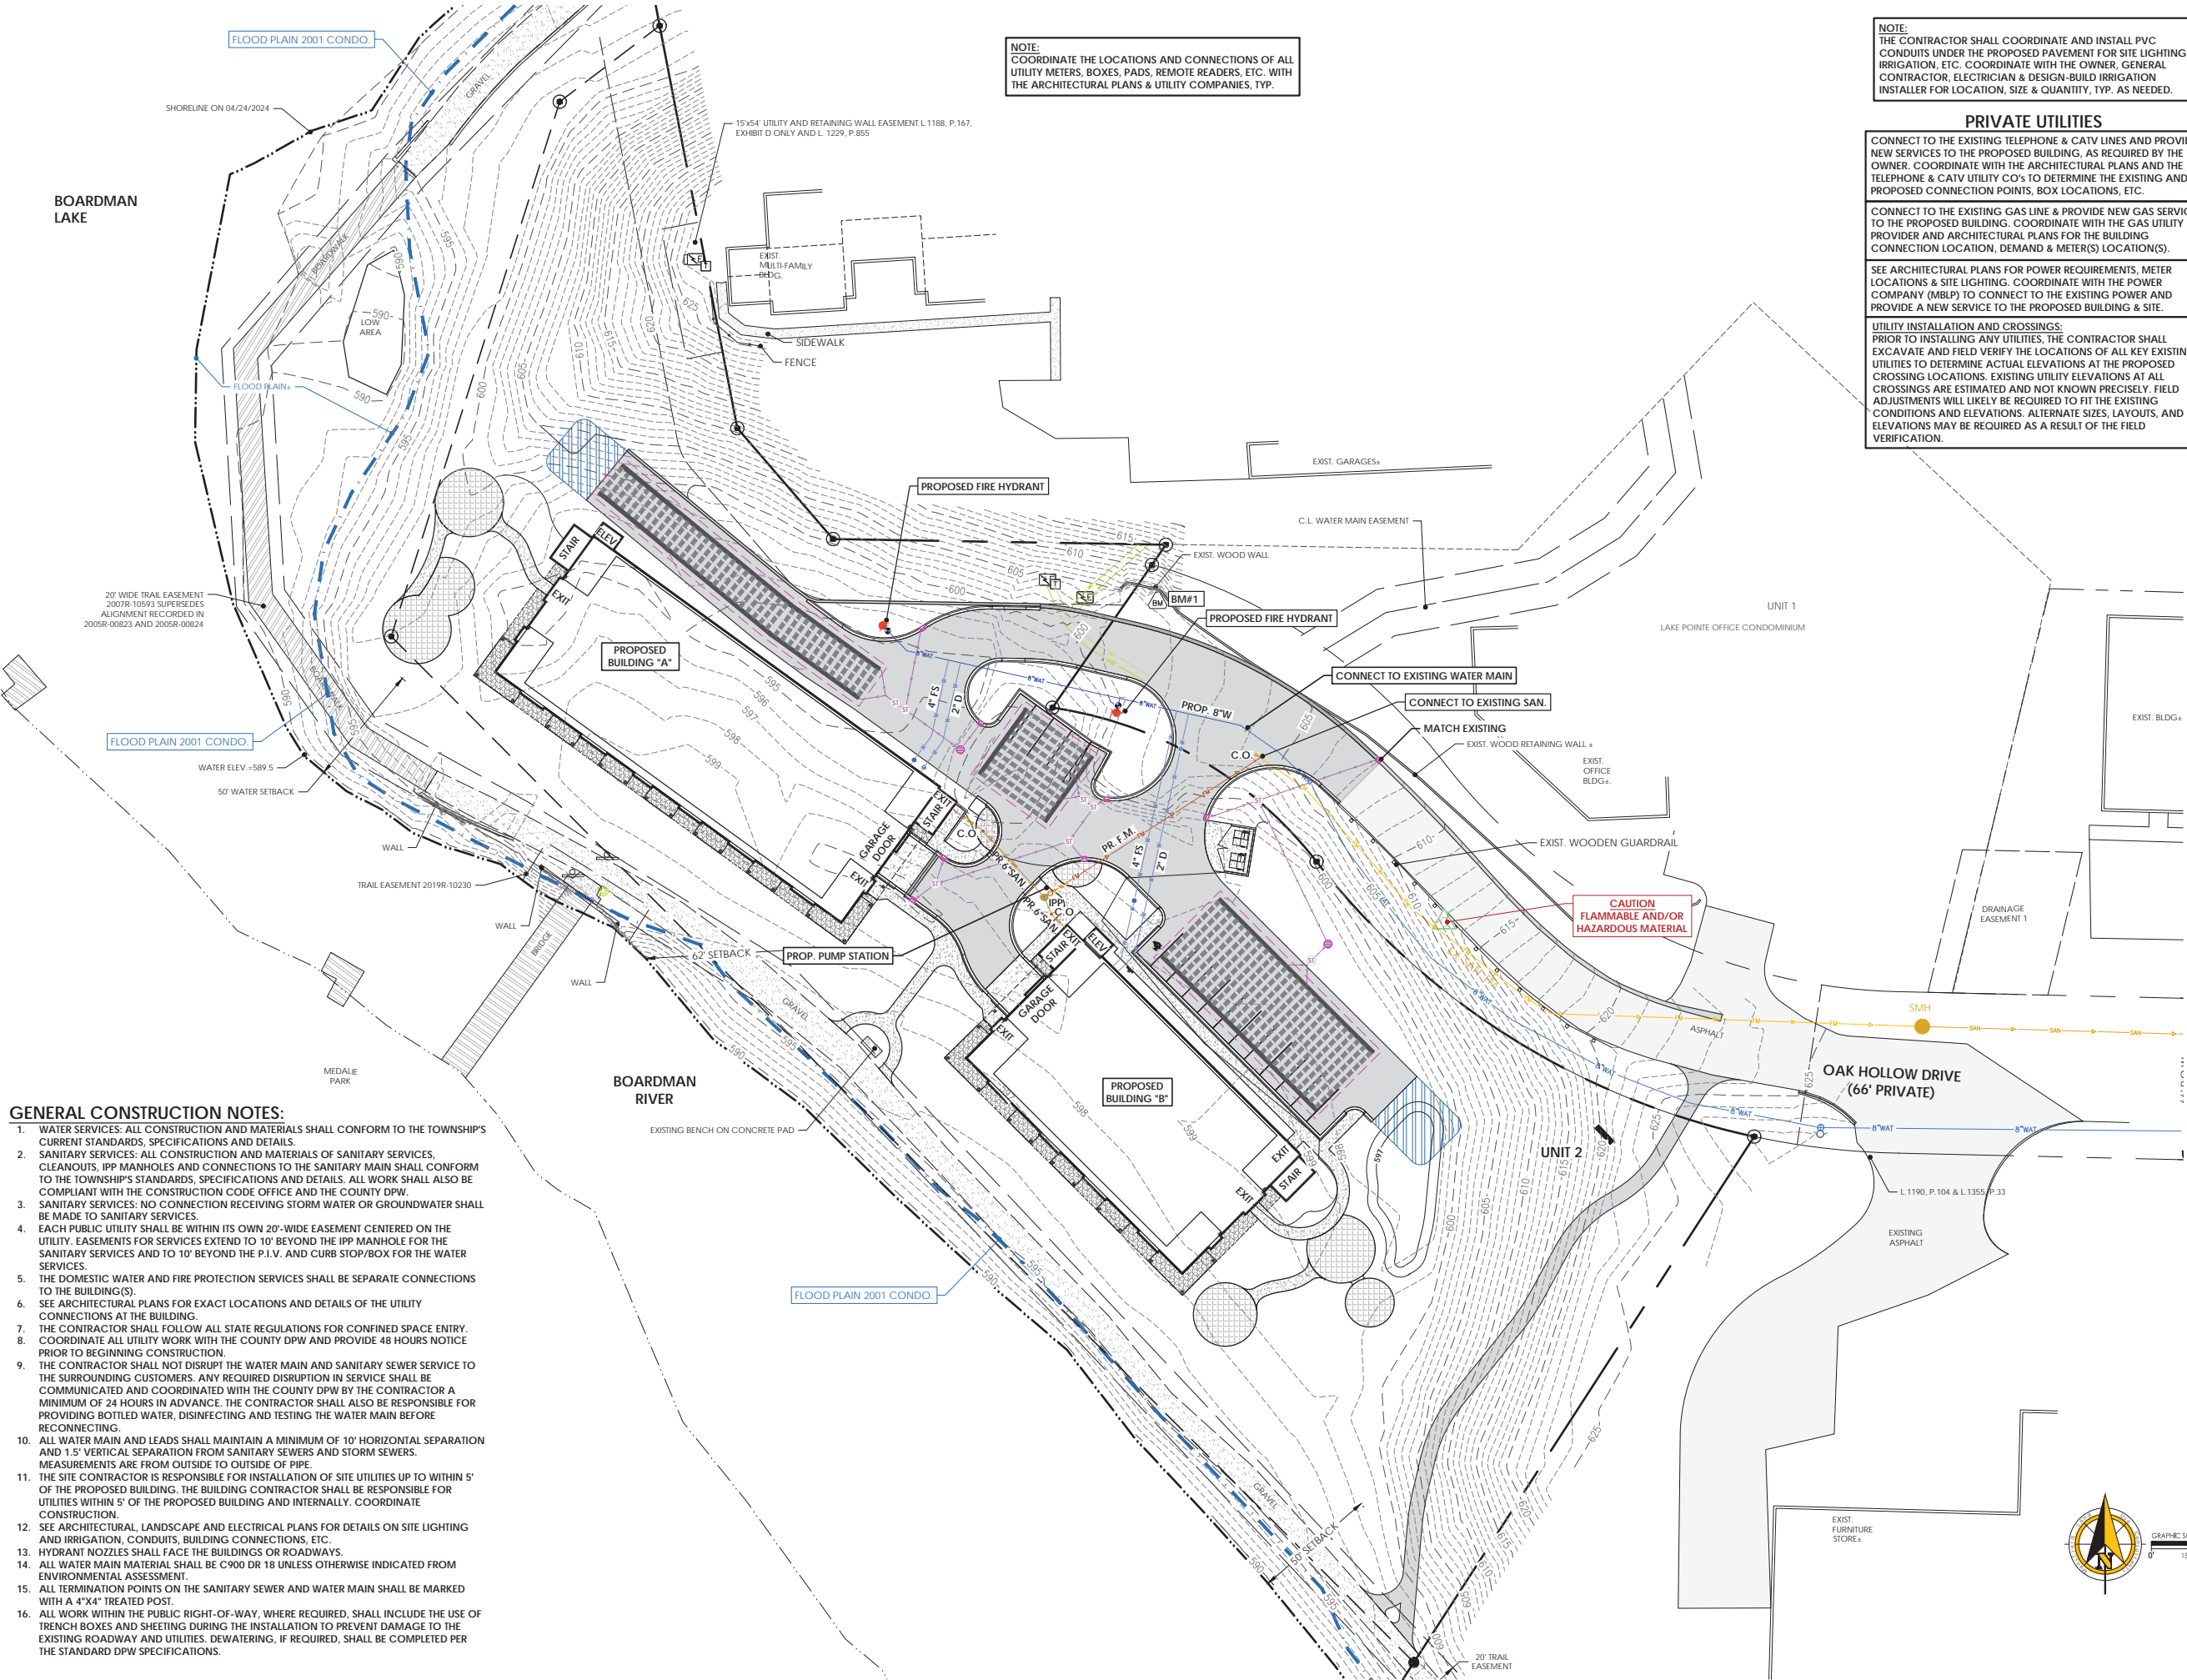 FLOOD PLAIN 2001 CONDO.
SHORELINE ON 04/24/2024
BOARDMAN
LAKE
GRAVEL
BOARDWALK
LOW
AREA
FLOOD PLAIN±
15'x54' UTILITY AND RETAINING WALL EASEMENT L.1188, P.167,
EXHIBIT D ONLY AND L. 1229, P.855
EXIST.
MULTI-FAMILY
BLDG.
SIDEWALK
FENCE
NOTE:
COORDINATE THE LOCATIONS AND CONNECTIONS OF ALL
UTILITY METERS, BOXES, PADS, REMOTE READERS, ETC. WITH
THE ARCHITECTURAL PLANS & UTILITY COMPANIES, TYP.
NOTE:
THE CONTRACTOR SHALL COORDINATE AND INSTALL PVC
CONDUITS UNDER THE PROPOSED PAVEMENT FOR SITE LIGHTING
IRRIGATION, ETC. COORDINATE WITH THE OWNER, GENERAL
CONTRACTOR, ELECTRICIAN & DESIGN-BUILD IRRIGATION
INSTALLER FOR LOCATION, SIZE & QUANTITY, TYP. AS NEEDED.
PRIVATE UTILITIES
CONNECT TO THE EXISTING TELEPHONE & CATV LINES AND
NEW SERVICES TO THE PROPOSED BUILDING, AS REQUIRED BY THE
OWNER. COORDINATE WITH THE ARCHITECTURAL PLANS AND THE
TELEPHONE & CATV UTILITY CO's TO DETERMINE THE EXISTING AND
PROPOSED CONNECTION POINTS, BOX LOCATIONS, ETC.
CONNECT TO THE EXISTING GAS LINE & PROVIDE NEW GAS
TO THE PROPOSED BUILDING. COORDINATE WITH THE GAS UTILITY
PROVIDER AND ARCHITECTURAL PLANS FOR THE BUILDING
CONNECTION LOCATION, DEMAND & METER(S) LOCATION(S).
SEE ARCHITECTURAL PLANS FOR POWER REQUIREMENTS, METER
LOCATIONS & SITE LIGHTING. COORDINATE WITH THE POWER
COMPANY (MBLP) TO CONNECT TO THE EXISTING POWER AND
PROVIDE A NEW SERVICE TO THE PROPOSED BUILDING & SITE.
UTILITY INSTALLATION AND CROSSINGS:
PRIOR TO INSTALLING ANY UTILITIES, THE CONTRACTOR SHALL
EXCAVATE AND FIELD VERIFY THE LOCATIONS OF ALL KEY
UTILITIES TO DETERMINE ACTUAL ELEVATIONS AT THE PROPOSED
CROSSING LOCATIONS. EXISTING UTILITY ELEVATIONS AT ALL
CROSSINGS ARE ESTIMATED AND NOT KNOWN PRECISELY. FIELD
ADJUSTMENTS WILL LIKELY BE REQUIRED TO FIT THE EXISTING
CONDITIONS AND ELEVATIONS. ALTERNATE SIZES, LAYOUTS, AND
ELEVATIONS MAY BE REQUIRED AS A RESULT OF THE FIELD
VERIFICATION.
PROPOSED FIRE HYDRANT
EXIST. GARAGES±
C.L. WATER MAIN EASEMENT
EXIST. WOOD WALL
BM
BM#1
PROPOSED FIRE HYDRANT
UNIT 1
LAKE POINTE OFFICE CONDOMINIUM
CONNECT TO EXISTING WATER MAIN
CONNECT TO EXISTING SAN.
MATCH EXISTING
EXIST. WOOD RETAINING WALL ±
EXIST.
OFFICE
BLDG±.
EXIST. BLDG±
EXIST. WOODEN GUARDRAIL
CAUTION
FLAMMABLE AND/OR
HAZARDOUS MATERIAL
DRAINAGE
EASEMENT 1
SMH
ASPHALT
OAK HOLLOW DRIVE
(66' PRIVATE)
UNIT 2
L.1190, P.104 & L.1355, P.33
EXISTING
ASPHALT
EXIST.
FURNITURE
STORE±
20' TRAIL
EASEMENT
50' SETBACK
GRAVEL
20' WIDE TRAIL EASEMENT
2007R-10593 SUPERSEDES
ALIGNMENT RECORDED IN
2005R-00823 AND 2005R-00824
FLOOD PLAIN 2001 CONDO.
WATER ELEV.=589.5
50' WATER SETBACK
WALL
TRAIL EASEMENT 2019R-10230
WALL
BRIDGE
WALL
62' SETBACK
GRAVEL
PROP. PUMP STATION
MEDALIE
PARK
BOARDMAN
RIVER
EXISTING BENCH ON CONCRETE PAD
FLOOD PLAIN 2001 CONDO.
STAIR
ELEV
EXIT
PROPOSED
BUILDING "A"
EXIT
STAIR
GARAGE
DOOR
EXIT
C.O.
PR.6"SAN
PR. F.M.
IPP
C.O.
PR. 6" SAN
4" FS
2" D
PROP. 8"W
C.O.
4" FS
2" D
EXIT
STAIR
ELEV
GARAGE
DOOR
EXIT
PROPOSED
BUILDING "B"
EXIT
STAIR
EXIT
8"WAT
GENERAL CONSTRUCTION NOTES:
1. WATER SERVICES: ALL CONSTRUCTION AND MATERIALS SHALL CONFORM TO THE TOWNSHIP'S
CURRENT STANDARDS, SPECIFICATIONS AND DETAILS.
2. SANITARY SERVICES: ALL CONSTRUCTION AND MATERIALS OF SANITARY SERVICES,
CLEANOUTS, IPP MANHOLES AND CONNECTIONS TO THE SANITARY MAIN SHALL CONFORM
TO THE TOWNSHIP'S STANDARDS, SPECIFICATIONS AND DETAILS. ALL WORK SHALL ALSO BE
COMPLIANT WITH THE CONSTRUCTION CODE OFFICE AND THE COUNTY DPW.
3. SANITARY SERVICES: NO CONNECTION RECEIVING STORM WATER OR GROUNDWATER SHALL
BE MADE TO SANITARY SERVICES.
4. EACH PUBLIC UTILITY SHALL BE WITHIN ITS OWN 20'-WIDE EASEMENT CENTERED ON THE
UTILITY. EASEMENTS FOR SERVICES EXTEND TO 10' BEYOND THE IPP MANHOLE FOR THE
SANITARY SERVICES AND TO 10' BEYOND THE P.I.V. AND CURB STOP/BOX FOR THE WATER
SERVICES.
5. THE DOMESTIC WATER AND FIRE PROTECTION SERVICES SHALL BE SEPARATE CONNECTIONS
TO THE BUILDING(S).
6. SEE ARCHITECTURAL PLANS FOR EXACT LOCATIONS AND DETAILS OF THE UTILITY
CONNECTIONS AT THE BUILDING.
7. THE CONTRACTOR SHALL FOLLOW ALL STATE REGULATIONS FOR CONFINED SPACE ENTRY.
8. COORDINATE ALL UTILITY WORK WITH THE COUNTY DPW AND PROVIDE 48 HOURS NOTICE
PRIOR TO BEGINNING CONSTRUCTION.
9. THE CONTRACTOR SHALL NOT DISRUPT THE WATER MAIN AND SANITARY SEWER SERVICE TO
THE SURROUNDING CUSTOMERS. ANY REQUIRED DISRUPTION IN SERVICE SHALL BE
COMMUNICATED AND COORDINATED WITH THE COUNTY DPW BY THE CONTRACTOR A
MINIMUM OF 24 HOURS IN ADVANCE. THE CONTRACTOR SHALL ALSO BE RESPONSIBLE FOR
PROVIDING BOTTLED WATER, DISINFECTING AND TESTING THE WATER MAIN BEFORE
RECONNECTING.
10. ALL WATER MAIN AND LEADS SHALL MAINTAIN A MINIMUM OF 10' HORIZONTAL SEPARATION
AND 1.5' VERTICAL SEPARATION FROM SANITARY SEWERS AND STORM SEWERS.
MEASUREMENTS ARE FROM OUTSIDE TO OUTSIDE OF PIPE.
11. THE SITE CONTRACTOR IS RESPONSIBLE FOR INSTALLATION OF SITE UTILITIES UP TO WITHIN 5'
OF THE PROPOSED BUILDING. THE BUILDING CONTRACTOR SHALL BE RESPONSIBLE FOR
UTILITIES WITHIN 5' OF THE PROPOSED BUILDING AND INTERNALLY. COORDINATE
CONSTRUCTION.
12. SEE ARCHITECTURAL, LANDSCAPE AND ELECTRICAL PLANS FOR DETAILS ON SITE LIGHTING
AND IRRIGATION, CONDUITS, BUILDING CONNECTIONS, ETC.
13. HYDRANT NOZZLES SHALL FACE THE BUILDINGS OR ROADWAYS.
14. ALL WATER MAIN MATERIAL SHALL BE C900 DR 18 UNLESS OTHERWISE INDICATED FROM
ENVIRONMENTAL ASSESSMENT.
15. ALL TERMINATION POINTS ON THE SANITARY SEWER AND WATER MAIN SHALL BE MARKED
WITH A 4"X4" TREATED POST.
16. ALL WORK WITHIN THE PUBLIC RIGHT-OF-WAY, WHERE REQUIRED, SHALL INCLUDE THE USE OF
TRENCH BOXES AND SHEETING DURING THE INSTALLATION TO PREVENT DAMAGE TO THE
EXISTING ROADWAY AND UTILITIES. DEWATERING, IF REQUIRED, SHALL BE COMPLETED PER
THE STANDARD DPW SPECIFICATIONS.